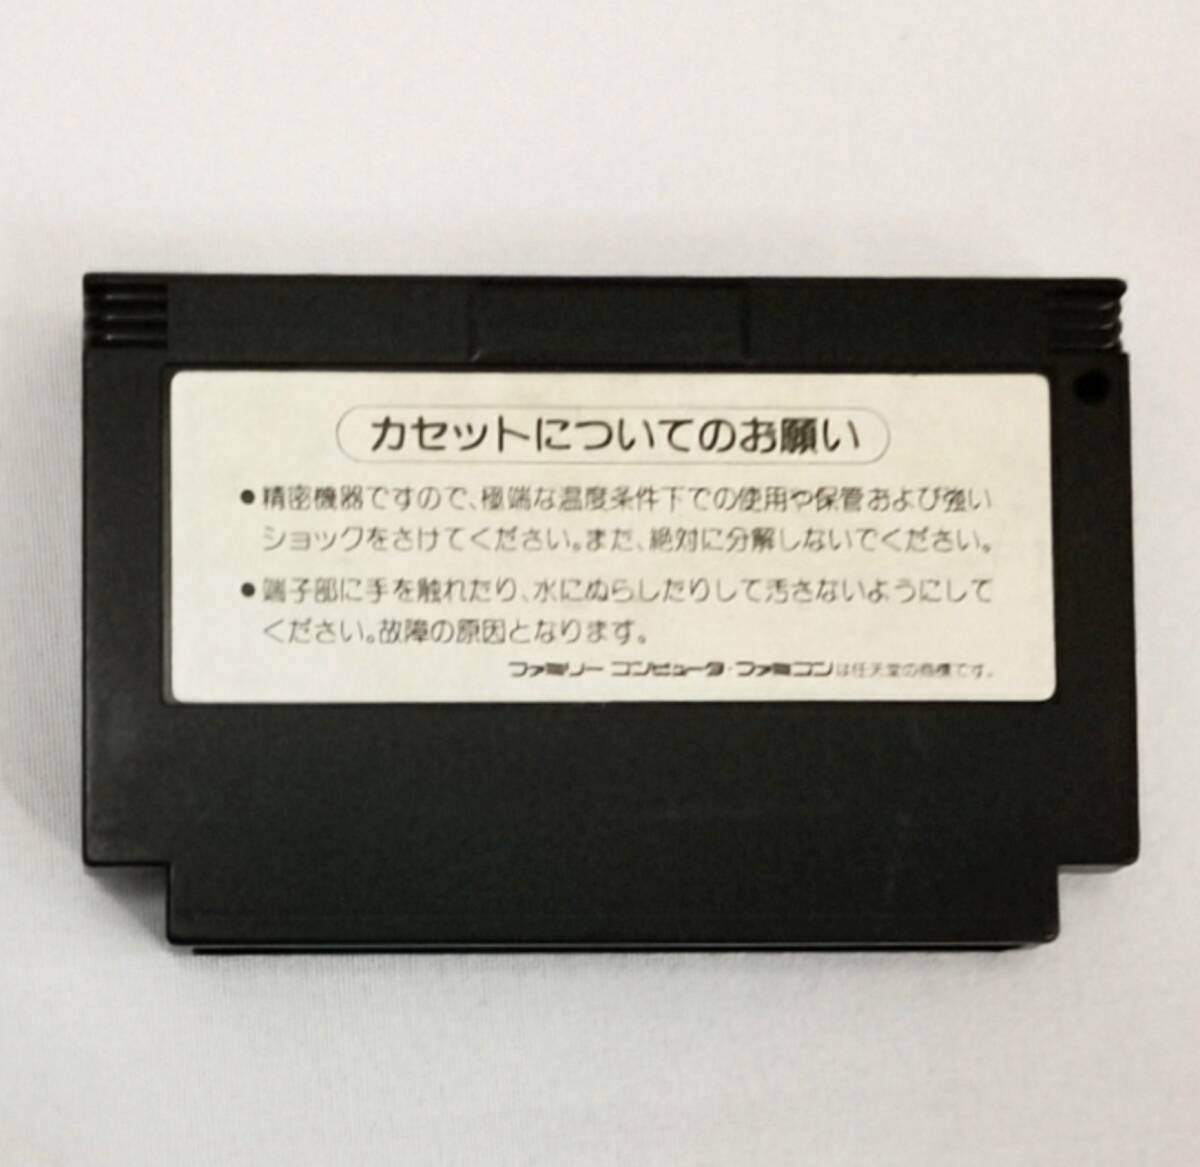 カセットについてのお願い
●精密機器ですので、極端な温度条件下での使用や保管および強い
ショックをさけてください。また、絶対に分解しないでください。
●端子部に手を触れたり、水にぬらしたりして汚さないようにして
ください。故障の原因となります。
ファミリーコンピュータ・ファミコンは任天堂の商標です。